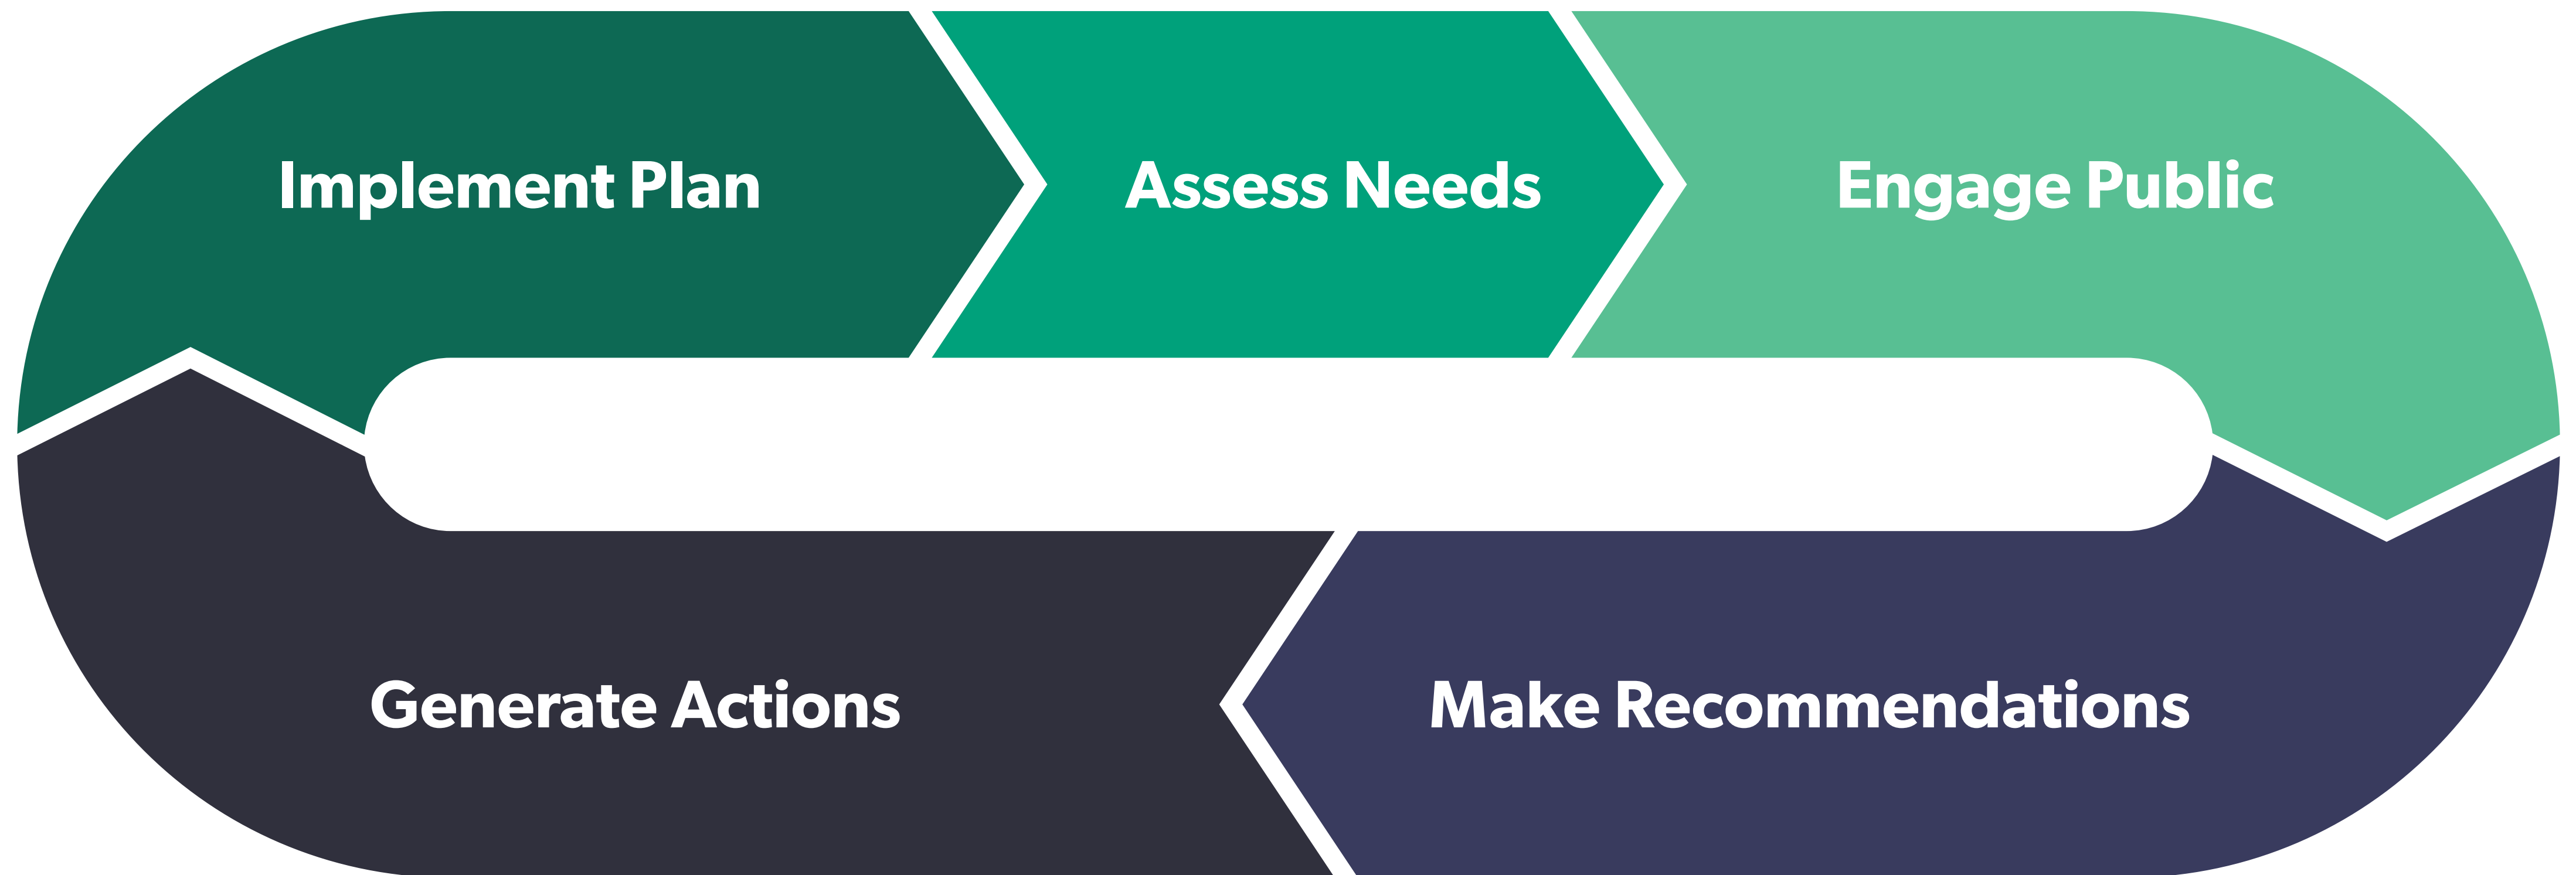 Implement Plan
Assess Needs
Engage Public
Generate Actions
Make Recommendations